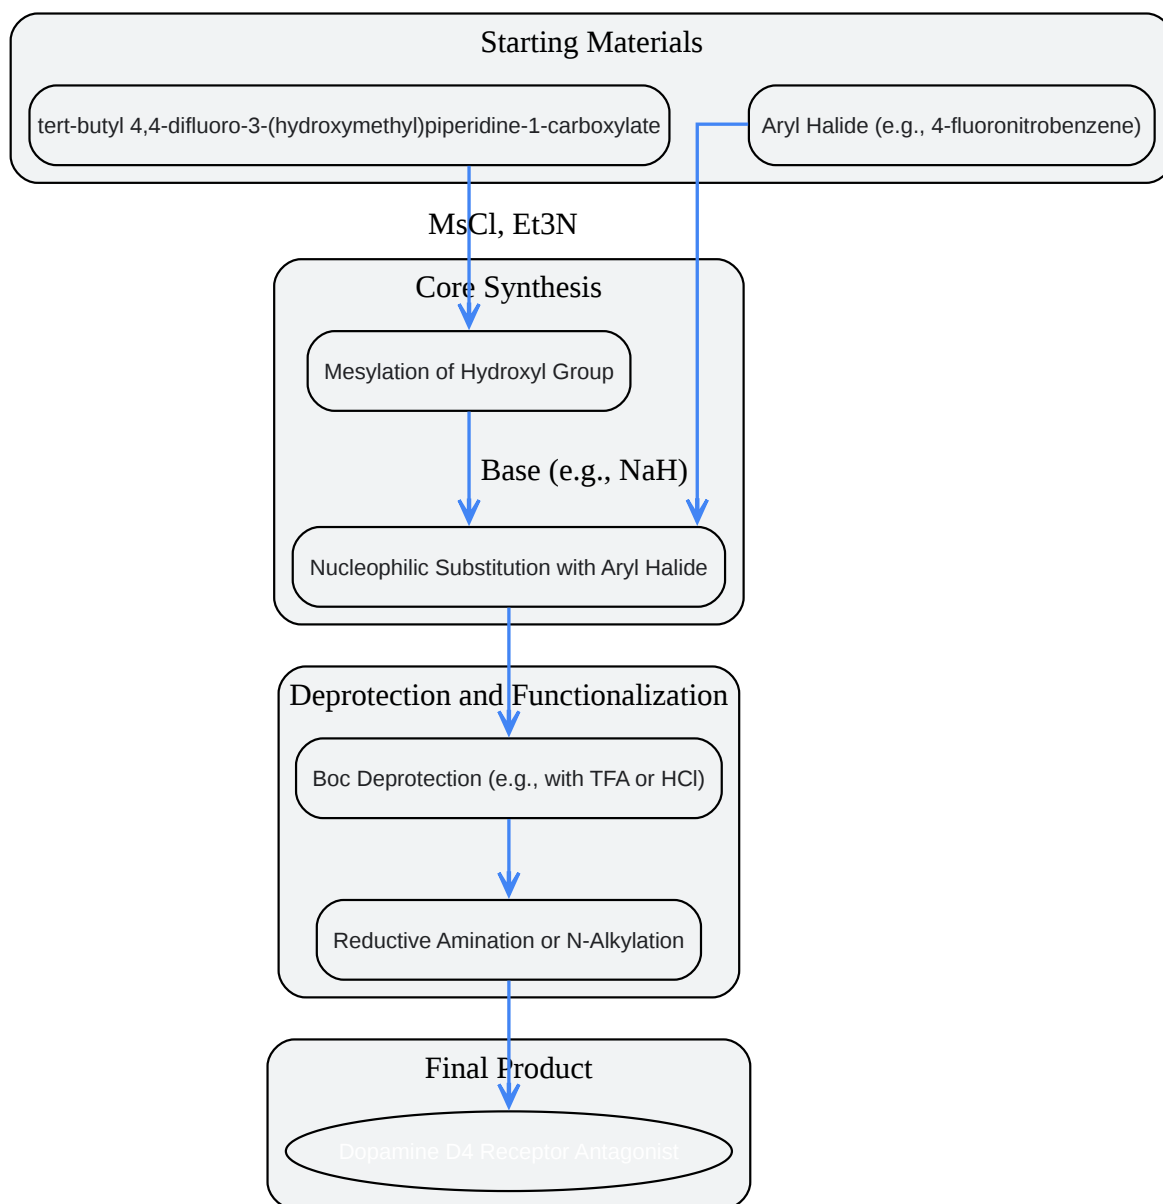 Starting Materials
tert-butyl 4,4-difluoro-3-(hydroxymethyl)piperidine-1-carboxylate
Aryl Halide (e.g., 4-fluoronitrobenzene)
MsCl, Et3N
Core Synthesis
Mesylation of Hydroxyl Group
Base (e.g., NaH)
Nucleophilic Substitution with Aryl Halide
Deprotection and Functionalization
Boc Deprotection (e.g., with TFA or HCl)
Reductive Amination or N-Alkylation
Final Product
Dopamine D4 Receptor Antagonist